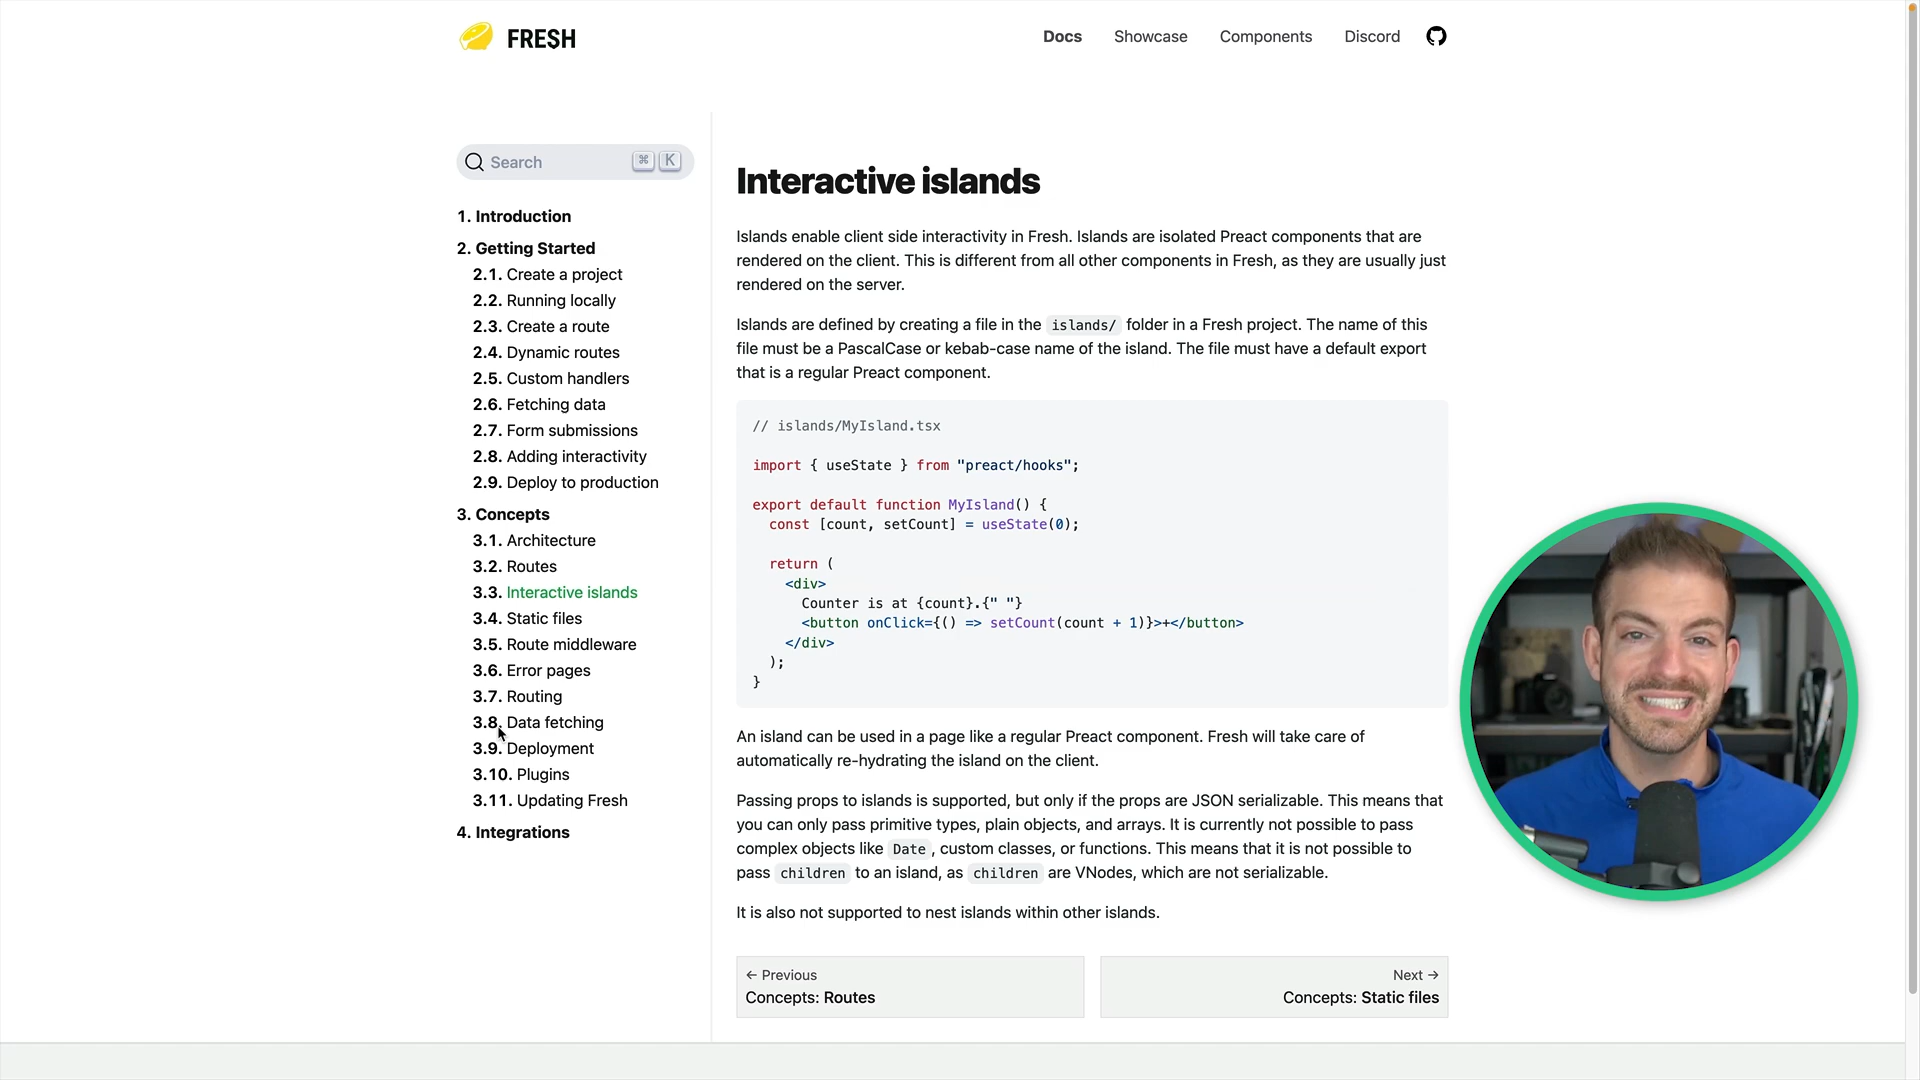 FRESH
Docs
Showcase
Components
Discord
Search
⌘
K
1. Introduction
2. Getting Started
2.1. Create a project
2.2. Running locally
2.3. Create a route
2.4. Dynamic routes
2.5. Custom handlers
2.6. Fetching data
2.7. Form submissions
2.8. Adding interactivity
2.9. Deploy to production
3. Concepts
3.1. Architecture
3.2. Routes
3.3. Interactive islands
3.4. Static files
3.5. Route middleware
3.6. Error pages
3.7. Routing
3.8. Data fetching
3.9. Deployment
3.10. Plugins
3.11. Updating Fresh
4. Integrations
Interactive islands
Islands enable client side interactivity in Fresh. Islands are isolated Preact components that are
rendered on the client. This is different from all other components in Fresh, as they are usually just
rendered on the server.
Islands are defined by creating a file in the islands/ folder in a Fresh project. The name of this
file must be a PascalCase or kebab-case name of the island. The file must have a default export
that is a regular Preact component.
// islands/MyIsland.tsx
import { useState } from "preact/hooks";
export default function MyIsland() {
const [count, setCount] = useState(0);
return (
<div>
Counter is at {count}.{" "}
<button onClick={() => setCount(count + 1)}>+</button>
</div>
);
}
An island can be used in a page like a regular Preact component. Fresh will take care of
automatically re-hydrating the island on the client.
Passing props to islands is supported, but only if the props are JSON serializable. This means that
you can only pass primitive types, plain objects, and arrays. It is currently not possible to pass
complex objects like Date, custom classes, or functions. This means that it is not possible to
pass children to an island, as children are VNodes, which are not serializable.
It is also not supported to nest islands within other islands.
← Previous
Concepts: Routes
Next →
Concepts: Static files